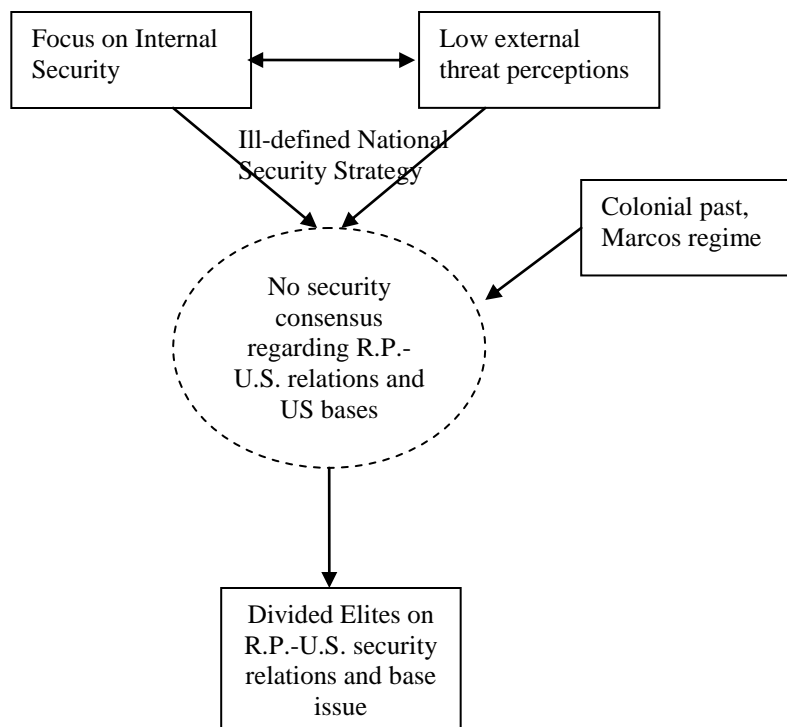 Focus on Internal
Security
Low external
threat perceptions
Ill-defined National
Security Strategy
Colonial past,
Marcos regime
No security
consensus
regarding R.P.-
U.S. relations and
US bases
Divided Elites on
R.P.-U.S. security
relations and base
issue